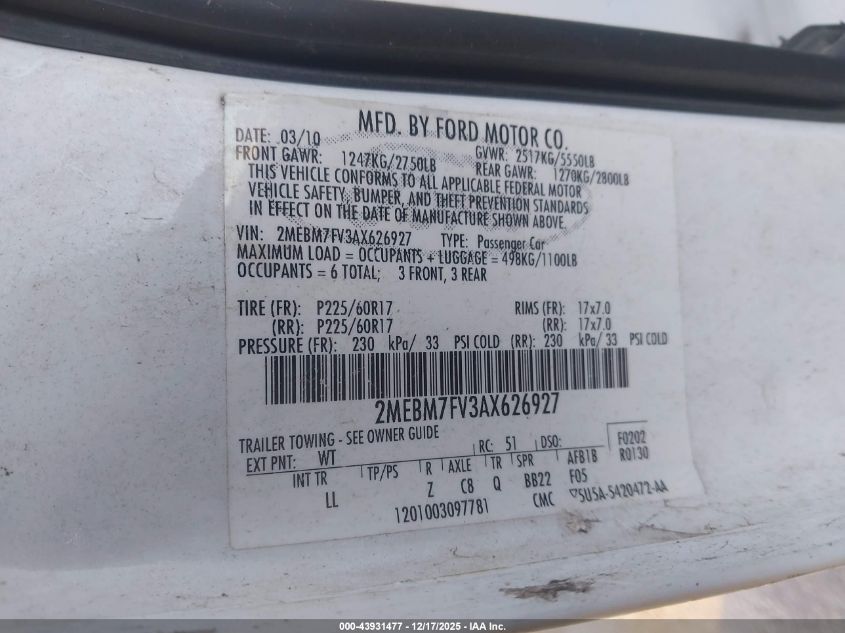 MFD. BY FORD MOTOR CO.
DATE: 03/10 GVWR: 2517KG/5550LB
FRONT GAWR: 1247KG/2750LB REAR GAWR: 1270KG/2800LB
THIS VEHICLE CONFORMS TO ALL APPLICABLE FEDERAL MOTOR
VEHICLE SAFETY, BUMPER, AND THEFT PREVENTION STANDARDS
IN EFFECT ON THE DATE OF MANUFACTURE SHOWN ABOVE.
VIN: 2MEBM7FV3AX626927 TYPE: Passenger Car
MAXIMUM LOAD = OCCUPANTS + LUGGAGE = 498KG/1100LB
OCCUPANTS = 6 TOTAL; 3 FRONT, 3 REAR
TIRE (FR): P225/60R17 RIMS (FR): 17x7.0
(RR): P225/60R17 (RR): 17x7.0
PRESSURE (FR): 230 kPa/ 33 PSI COLD (RR): 230 kPa/ 33 PSI COLD
2MEBM7FV3AX626927
TRAILER TOWING - SEE OWNER GUIDE
EXT PNT: WT RC: 51 DSO: F0202
R0130
INT TR TP/PS R AXLE TR SPR AFB1B
LL Z C8 Q BB22 F05
1201003097781 CMC ▽5U5A-5420472-AA
000-43931477 - 12/17/2025 - IAA Inc.